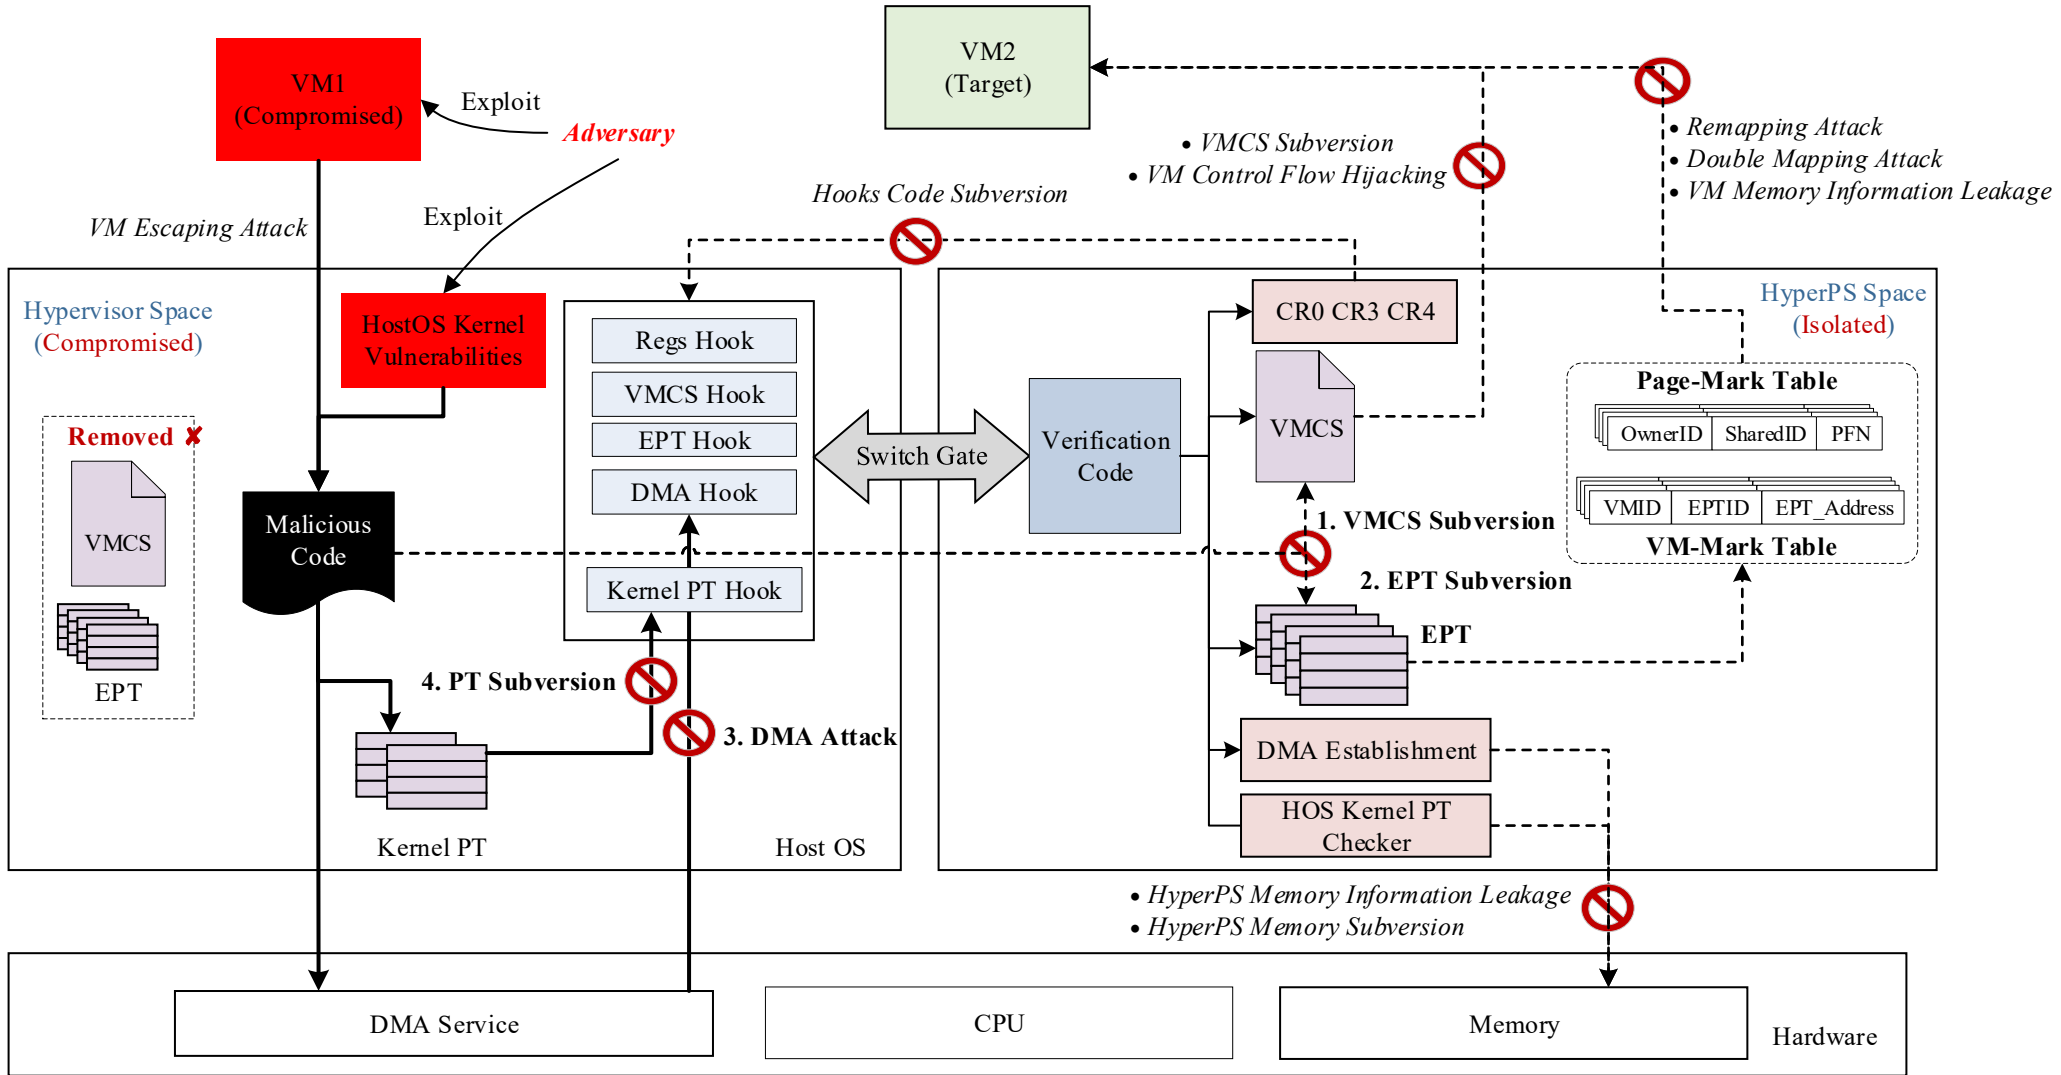 VM1
(Compromised)
Exploit
Adversary
Exploit
VM Escaping Attack
VM2
(Target)
• VMCS Subversion
• VM Control Flow Hijacking
• Remapping Attack
• Double Mapping Attack
• VM Memory Information Leakage
Hooks Code Subversion
Hypervisor Space
(Compromised)
HostOS Kernel
Vulnerabilities
Removed ✘
VMCS
EPT
Malicious
Code
Regs Hook
VMCS Hook
EPT Hook
DMA Hook
Kernel PT Hook
4. PT Subversion
3. DMA Attack
Kernel PT
Host OS
Switch Gate
HyperPS Space
(Isolated)
Verification
Code
CR0 CR3 CR4
VMCS
1. VMCS Subversion
2. EPT Subversion
EPT
DMA Establishment
HOS Kernel PT
Checker
Page-Mark Table
OwnerID SharedID PFN
VMID EPTID EPT_Address
VM-Mark Table
• HyperPS Memory Information Leakage
• HyperPS Memory Subversion
DMA Service
CPU
Memory
Hardware